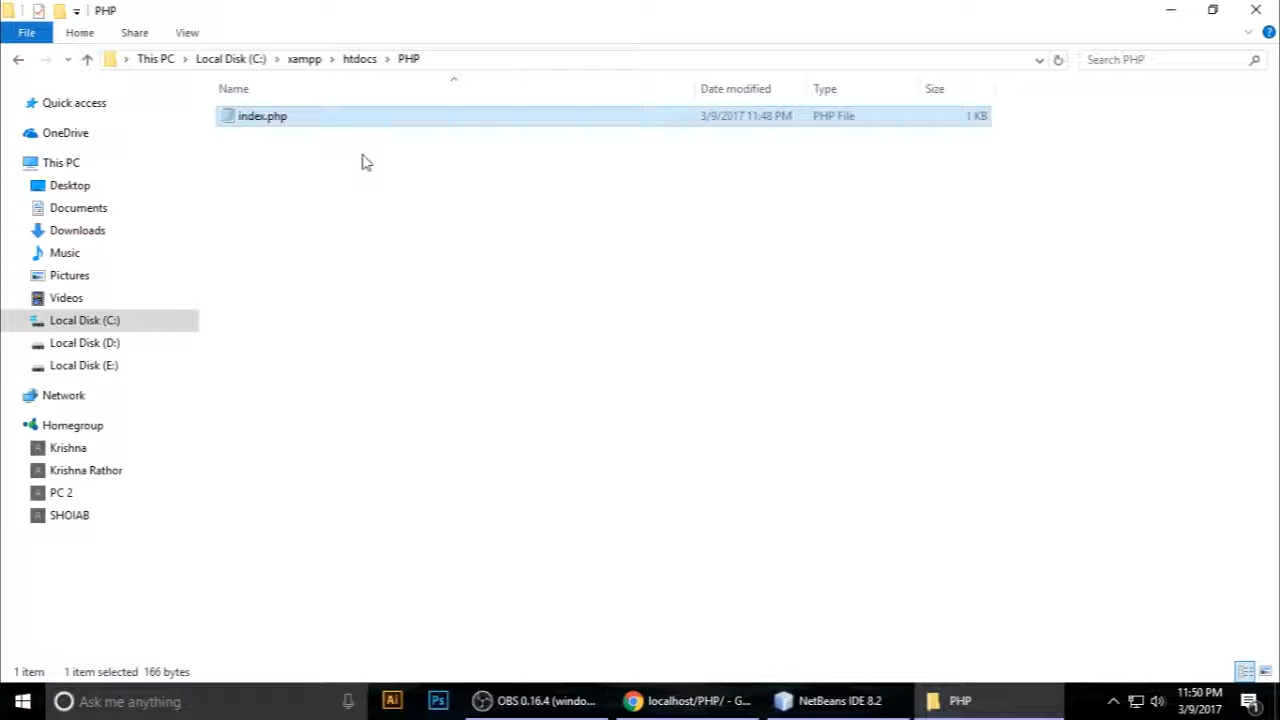 PHP
File Home Share View
This PC Local Disk (C:) xampp htdocs PHP Search PHP
Name Date modified Type Size
index.php 3/9/2017 11:48 PM PHP File 1 KB
Quick access
OneDrive
This PC
Desktop
Documents
Downloads
Music
Pictures
Videos
Local Disk (C:)
Local Disk (D:)
Local Disk (E:)
Network
Homegroup
Krishna
Krishna Rathor
PC 2
SHOIAB
1 item 1 item selected 166 bytes
Ask me anything Ai Ps OBS 0.16.4 (windo... localhost/PHP/ - G... NetBeans IDE 8.2 PHP 11:50 PM
3/9/2017